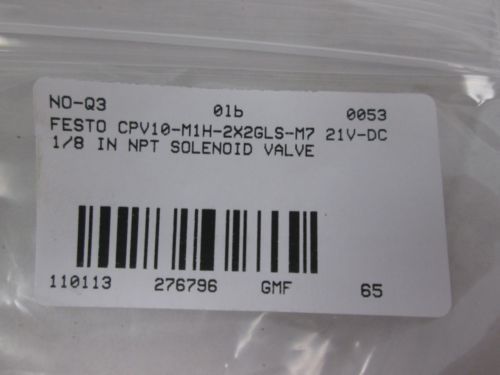 NO-Q3 01b 0053
FESTO CPV10-M1H-2X2GLS-M7 21V-DC
1/8 IN NPT SOLENOID VALVE
110113 276796 GMF 65